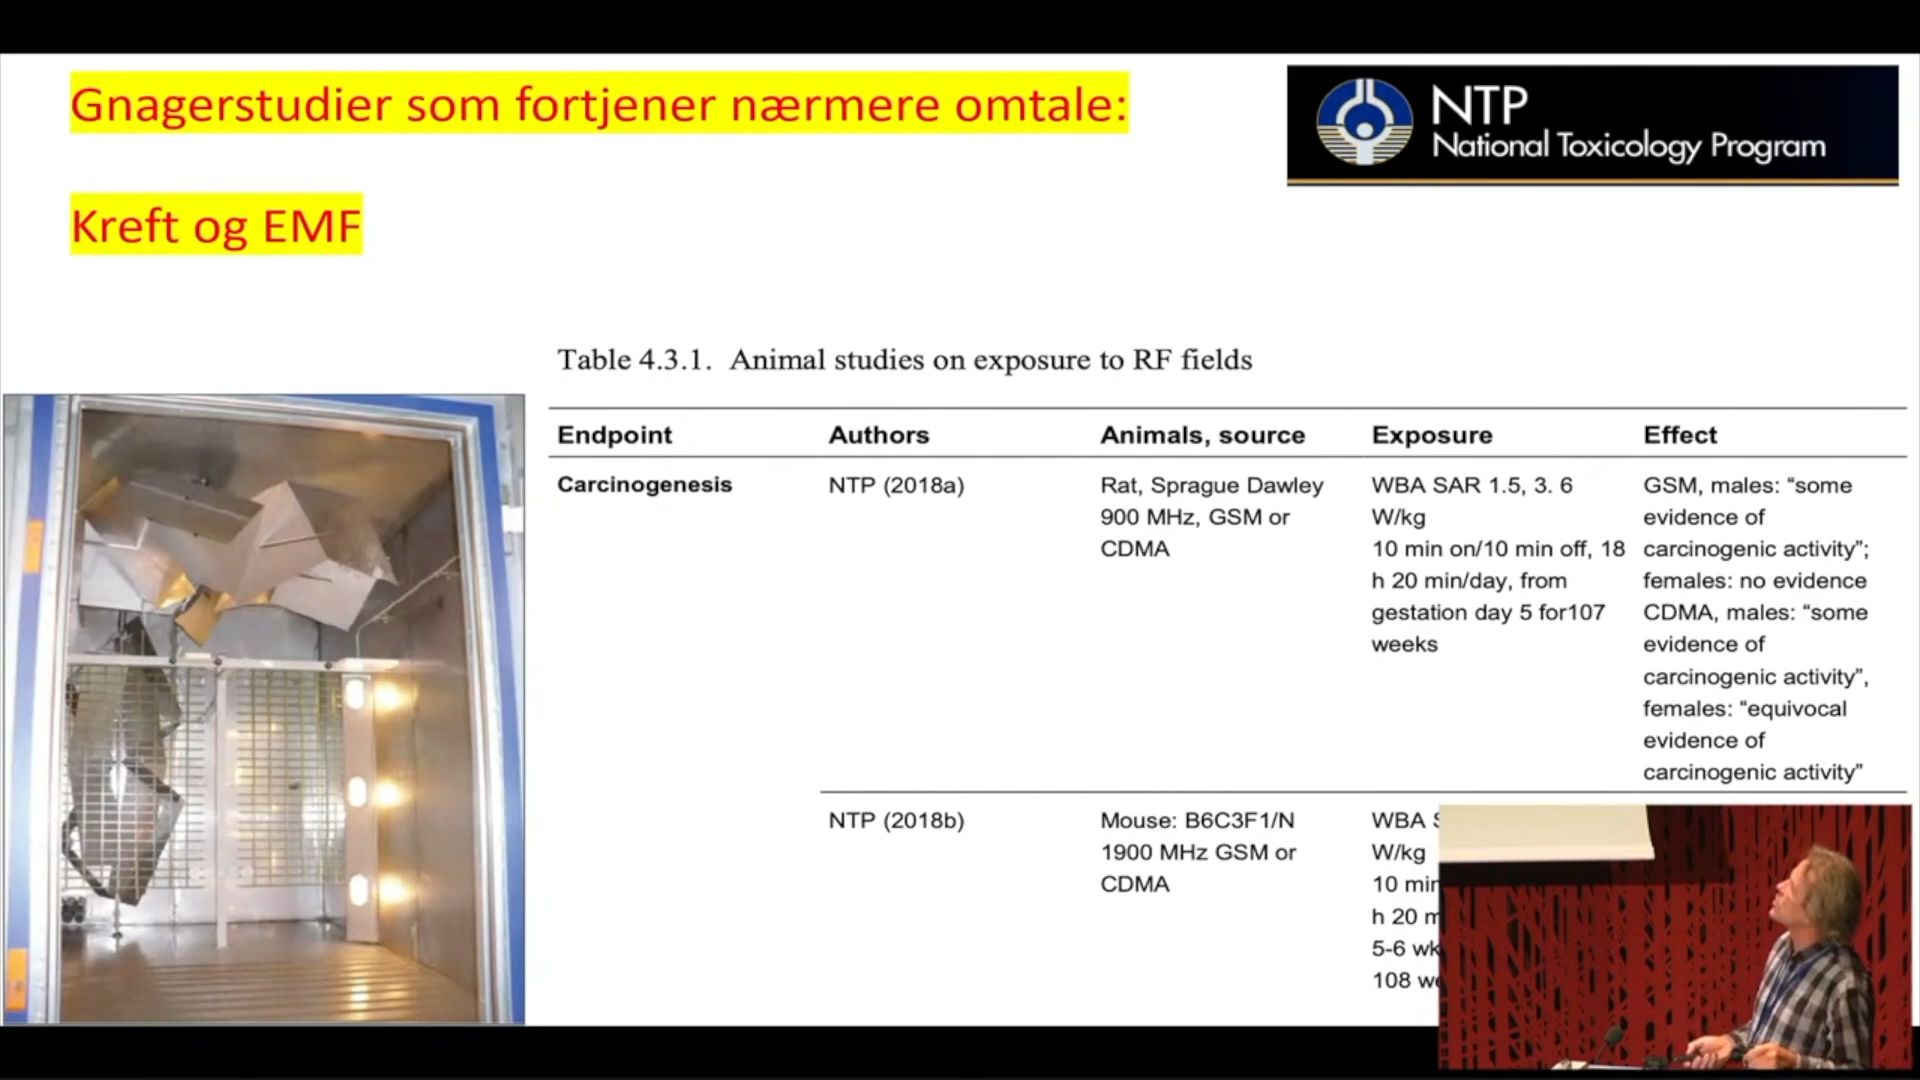 Gnagerstudier som fortjener nærmere omtale:
Kreft og EMF
NTP
National Toxicology Program
Table 4.3.1. Animal studies on exposure to RF fields
Endpoint Authors Animals, source Exposure Effect
Carcinogenesis NTP (2018a) Rat, Sprague Dawley WBA SAR 1.5, 3. 6 GSM, males: “some
900 MHz, GSM or W/kg evidence of
CDMA 10 min on/10 min off, 18 carcinogenic activity”;
h 20 min/day, from females: no evidence
gestation day 5 for107 CDMA, males: “some
weeks evidence of
carcinogenic activity”,
females: “equivocal
evidence of
carcinogenic activity”
NTP (2018b) Mouse: B6C3F1/N WBA
1900 MHz GSM or W/kg
CDMA 10 min
h 20
5-6
108